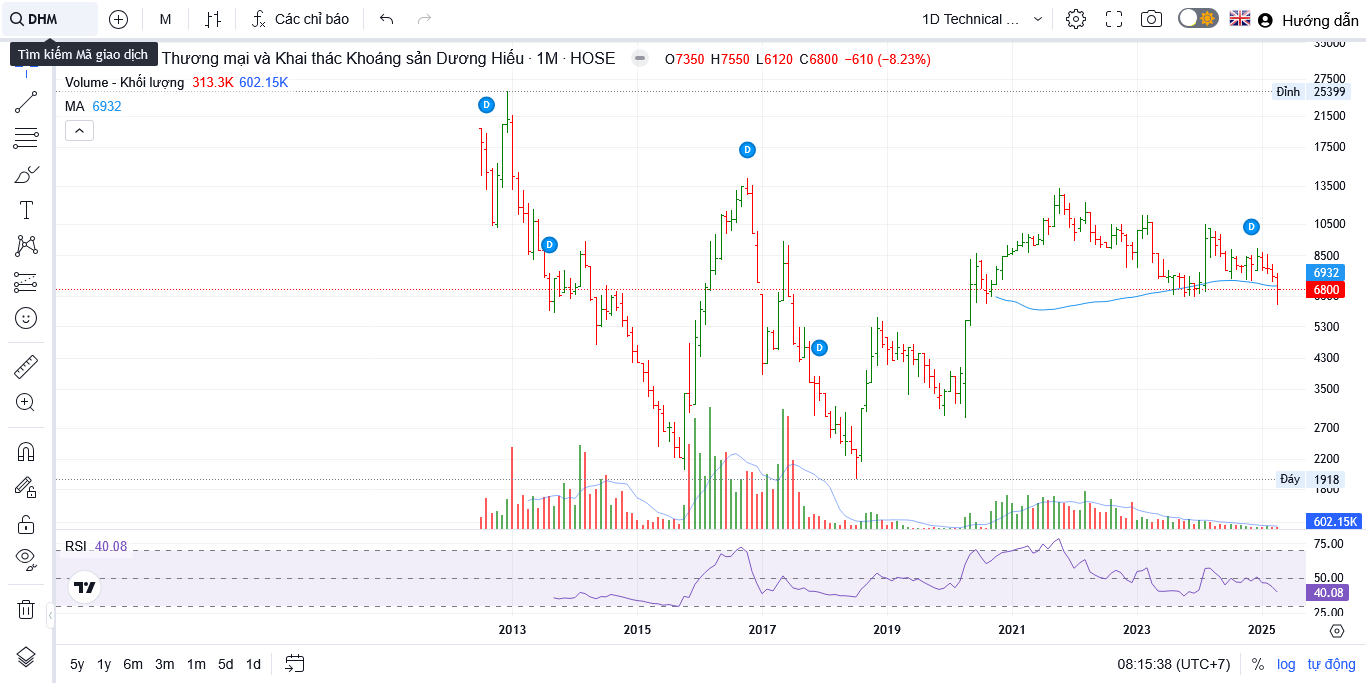 DHM M Các chỉ báo 1D Technical ... Hướng dẫn
Tìm kiếm Mã giao dịch
Thương mại và Khai thác Khoáng sản Dương Hiếu · 1M · HOSE O7350 H7550 L6120 C6800 −610 (−8.23%)
Volume - Khối lượng 313.3K 602.15K
MA 6932
D
D
D
D
D
35000
27500
Đỉnh 25399
21500
17500
13500
10500
8500
6932
6800
5300
4300
3500
2700
2200
Đáy 1918
1800
602.15K
RSI 40.08
75.00
50.00
40.08
25.00
2013 2015 2017 2019 2021 2023 2025
5y 1y 6m 3m 1m 5d 1d 08:15:38 (UTC+7) % log tự động